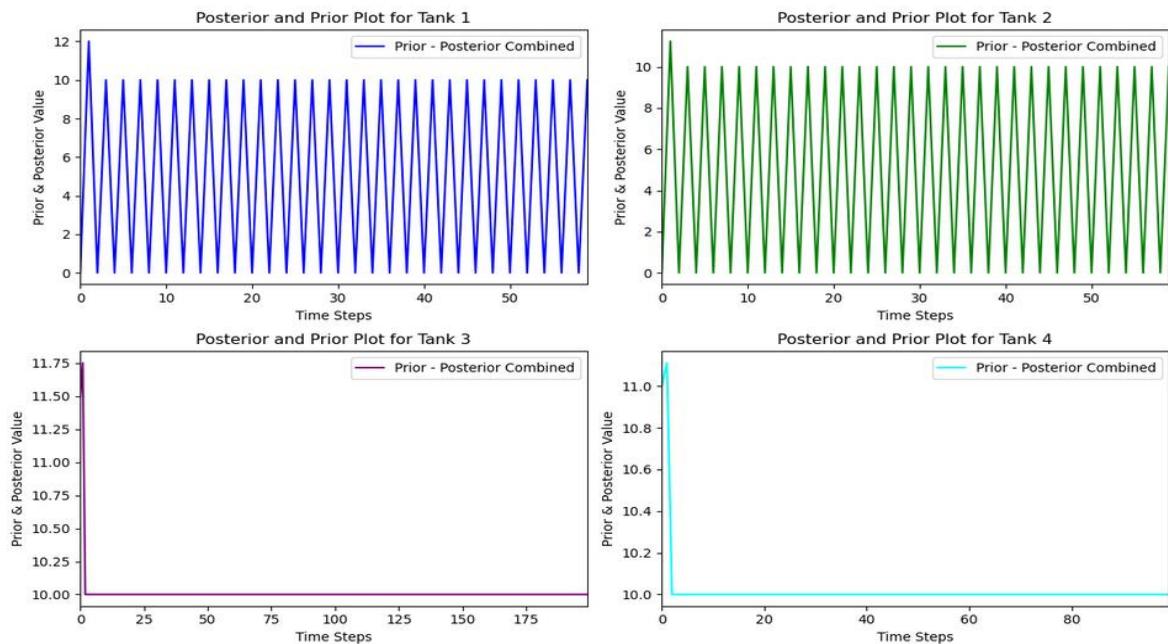 Posterior and Prior Plot for Tank 1
Prior - Posterior Combined
Prior & Posterior Value
12
10
8
6
4
2
0
0 10 20 30 40 50
Time Steps
Posterior and Prior Plot for Tank 2
Prior - Posterior Combined
Prior & Posterior Value
10
8
6
4
2
0
0 10 20 30 40 50
Time Steps
Posterior and Prior Plot for Tank 3
Prior - Posterior Combined
Prior & Posterior Value
11.75
11.50
11.25
11.00
10.75
10.50
10.25
10.00
0 25 50 75 100 125 150 175
Time Steps
Posterior and Prior Plot for Tank 4
Prior - Posterior Combined
Prior & Posterior Value
11.0
10.8
10.6
10.4
10.2
10.0
0 20 40 60 80
Time Steps